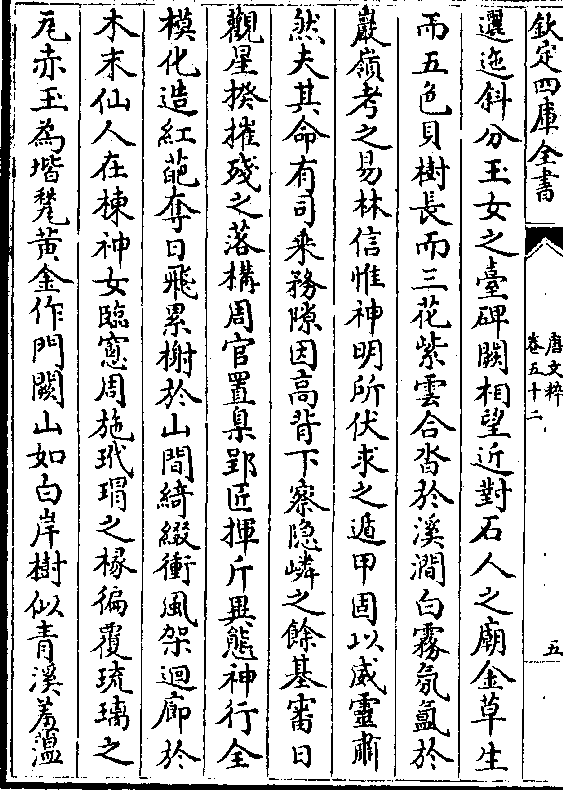 欽定四庫全書
唐文粹
卷五十二
五
邐迤斜分玉女之臺碑闕相望近對石人之廟金草生
而五色貝樹長而三花紫雲合沓於溪澗白霧氛氳於
巖嶺考之易林信惟神明所伏求之遁甲固以威靈肅
然夫其命有司乘務隙因高背下察隐嶙之餘基審日
觀星揆摧殘之落構周官置臬郢匠揮斤異態神行全
模化造紅葩奪日飛累榭於山間綺綴衝風架迴廊於
木末仙人在棟神女臨窻周施玳瑁之椽徧覆琉璃之
瓦赤玉為堦甃黄金作門闕山如白岸樹似青溪羞薀